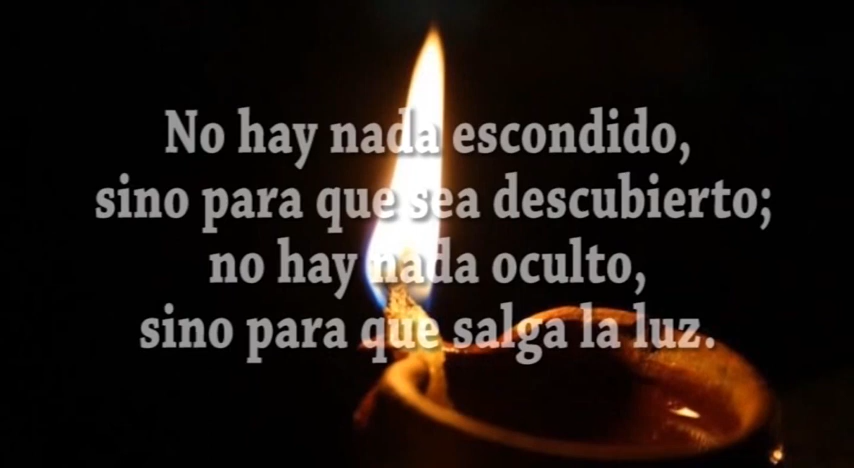 No hay nada escondido,
sino para que sea descubierto;
no hay nada oculto,
sino para que salga la luz.